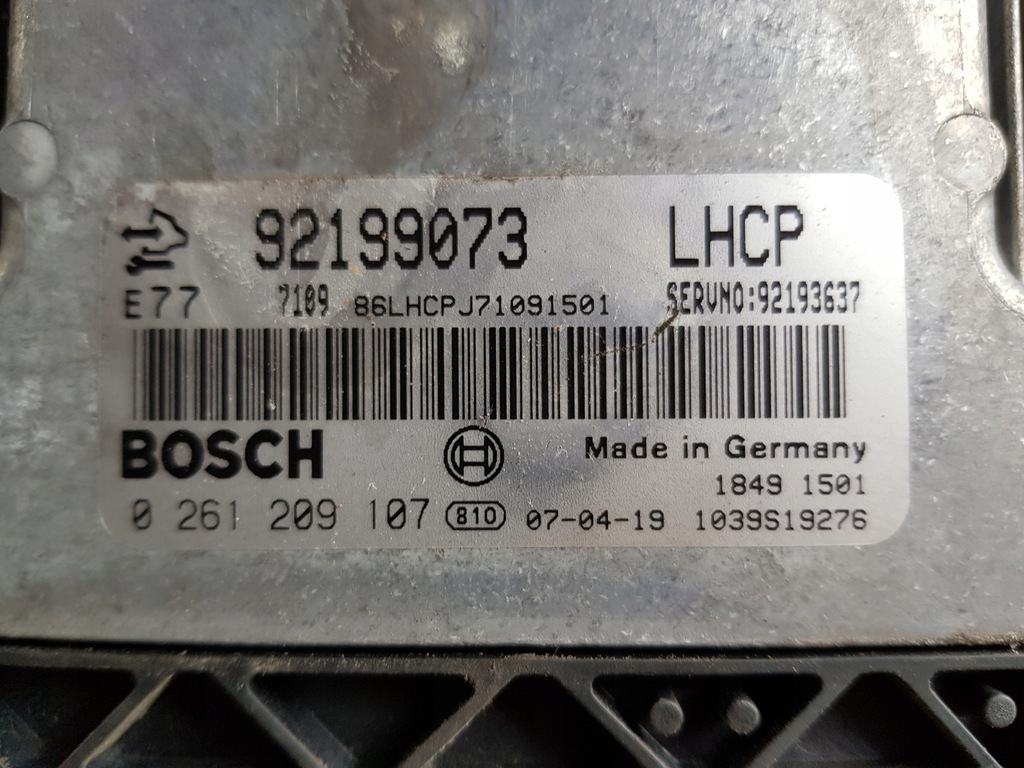 92199073 LHCP
E77 7109 86LHCPJ71091501 SERVNO:92193637
BOSCH Made in Germany
1849 1501
0 261 209 107 810 07-04-19 1039S19276